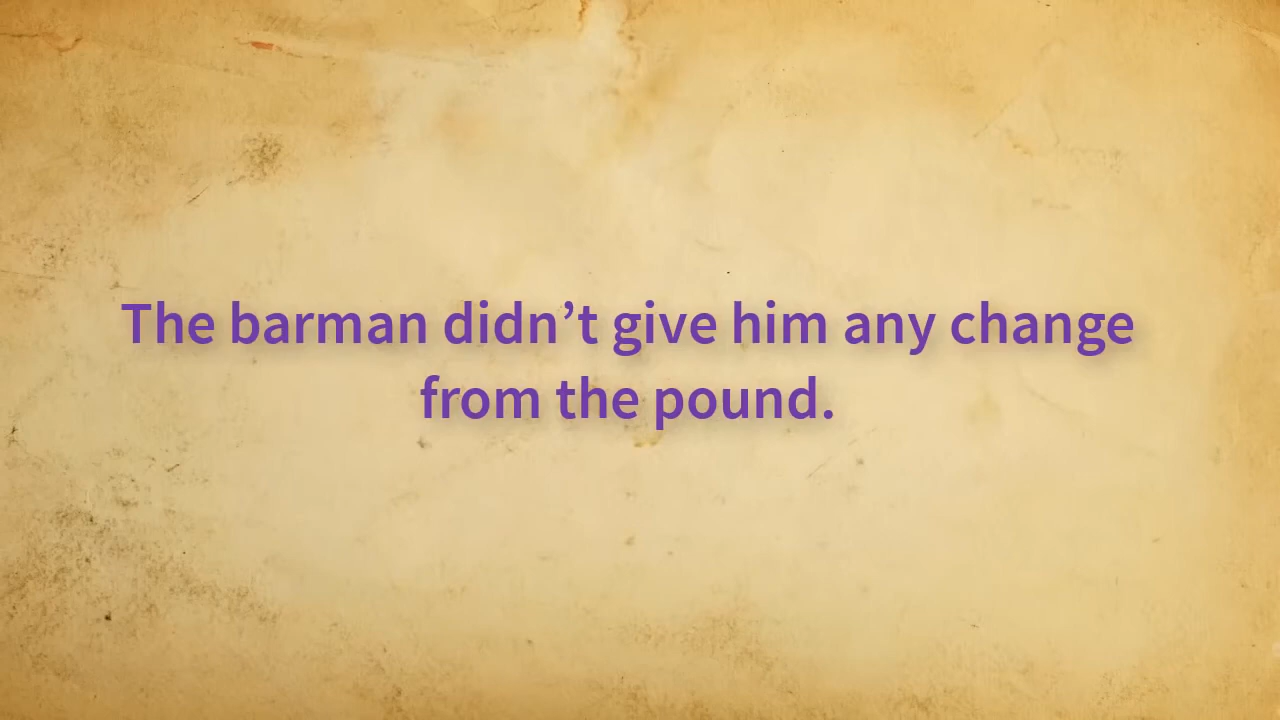 The barman didn’t give him any change
from the pound.